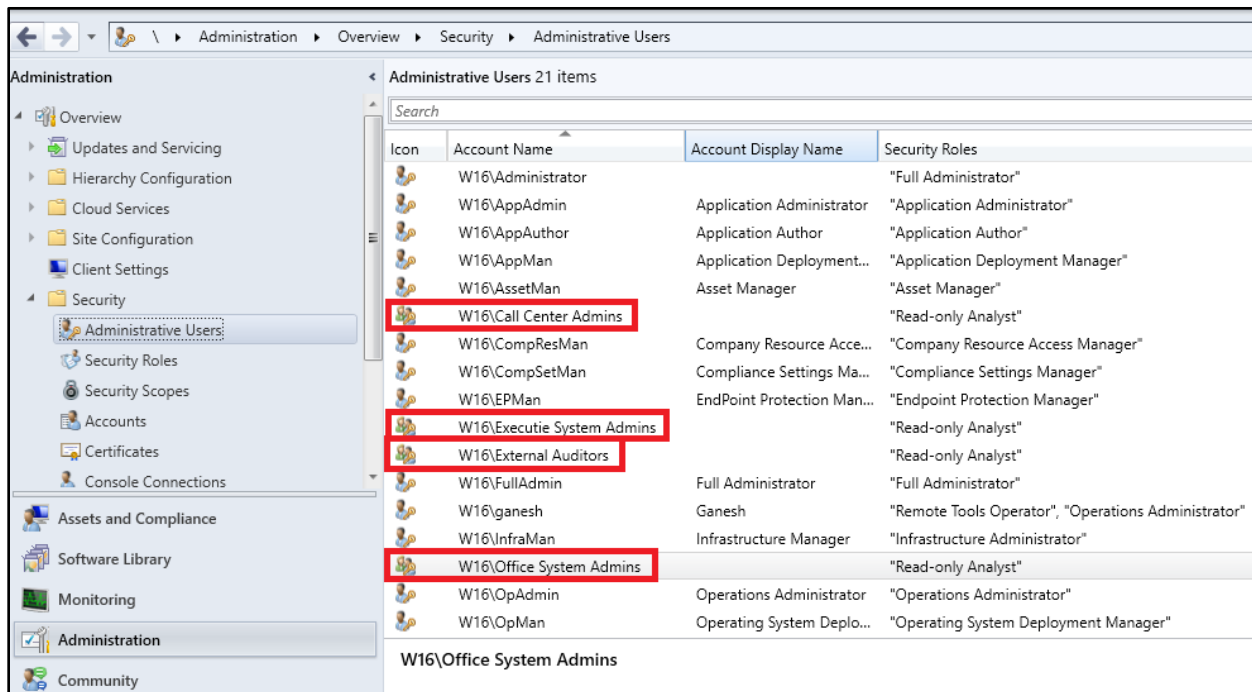 \ Administration Overview Security Administrative Users
Administration
Overview
Updates and Servicing
Hierarchy Configuration
Cloud Services
Site Configuration
Client Settings
Security
Administrative Users
Security Roles
Security Scopes
Accounts
Certificates
Console Connections
Assets and Compliance
Software Library
Monitoring
Administration
Community
Administrative Users 21 items
Search
Icon Account Name Account Display Name Security Roles
W16\Administrator "Full Administrator"
W16\AppAdmin Application Administrator "Application Administrator"
W16\AppAuthor Application Author "Application Author"
W16\AppMan Application Deployment... "Application Deployment Manager"
W16\AssetMan Asset Manager "Asset Manager"
W16\Call Center Admins "Read-only Analyst"
W16\CompResMan Company Resource Acce... "Company Resource Access Manager"
W16\CompSetMan Compliance Settings Ma... "Compliance Settings Manager"
W16\EPMan EndPoint Protection Man... "Endpoint Protection Manager"
W16\Executie System Admins "Read-only Analyst"
W16\External Auditors "Read-only Analyst"
W16\FullAdmin Full Administrator "Full Administrator"
W16\ganesh Ganesh "Remote Tools Operator", "Operations Administrator"
W16\InfraMan Infrastructure Manager "Infrastructure Administrator"
W16\Office System Admins "Read-only Analyst"
W16\OpAdmin Operations Administrator "Operations Administrator"
W16\OpMan Operating System Deplo... "Operating System Deployment Manager"
W16\Office System Admins